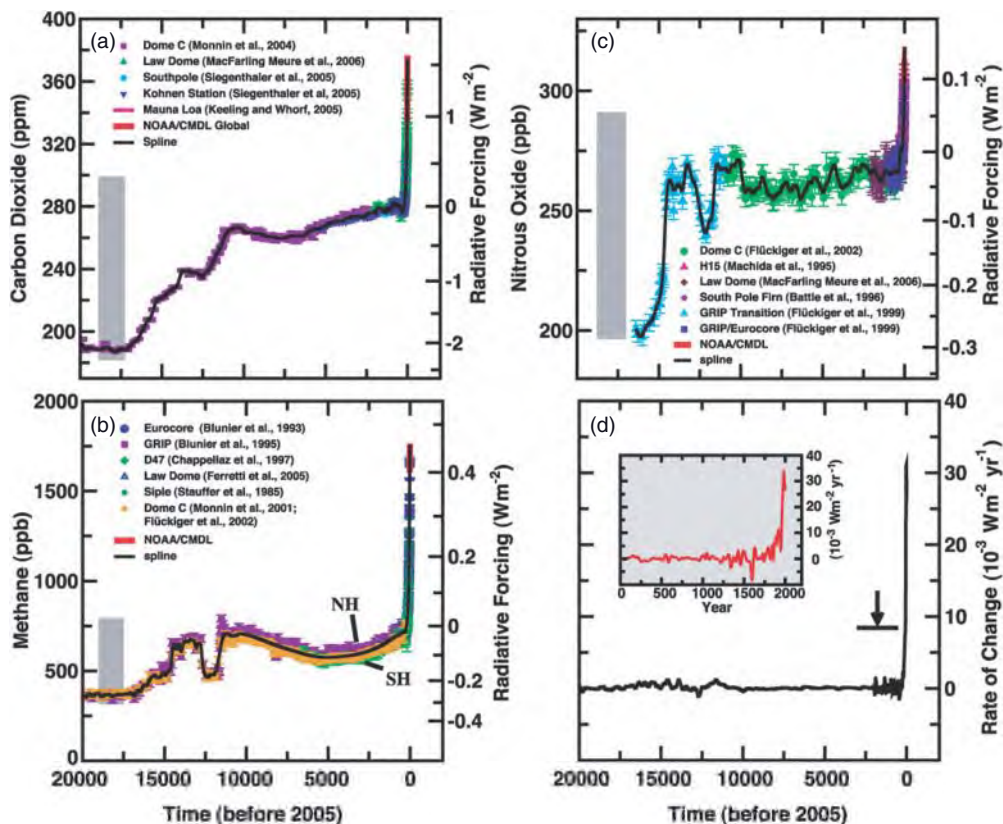 (a)
Carbon Dioxide (ppm)
400
360
320
280
240
200
Dome C (Monnin et al., 2004)
Law Dome (MacFarling Meure et al., 2006)
Southpole (Siegenthaler et al., 2005)
Kohnen Station (Siegenthaler et al, 2005)
Mauna Loa (Keeling and Whorf, 2005)
NOAA/CMDL Global
Spline
1
0
-1
-2
Radiative Forcing (Wm-2)
(c)
Nitrous Oxide (ppb)
300
250
200
Dome C (Flückiger et al., 2002)
H15 (Machida et al., 1995)
Law Dome (MacFarling Meure et al., 2006)
South Pole Firn (Battle et al., 1996)
GRIP Transition (Flückiger et al., 1999)
GRIP/Eurocore (Flückiger et al., 1999)
NOAA/CMDL
spline
0.1
0
-0.1
-0.2
-0.3
Radiative Forcing (Wm-2)
(b)
Methane (ppb)
2000
1750
1500
1000
500
0
Eurocore (Blunier et al., 1993)
GRIP (Blunier et al., 1995)
D47 (Chappellaz et al., 1997)
Law Dome (Ferretti et al., 2005)
Siple (Stauffer et al., 1985)
Dome C (Monnin et al., 2001;
Flückiger et al., 2002)
NOAA/CMDL
spline
NH
SH
0.4
0.2
0
-0.2
-0.4
Radiative Forcing (Wm-2)
20000 15000 10000 5000 0
Time (before 2005)
(d)
40
30
20
10
0
-10
(10-3 Wm-2 yr-1)
0 500 1000 1500 2000
Year
40
30
20
10
0
Rate of Change (10-3 Wm-2 yr-1)
20000 15000 10000 5000 0
Time (before 2005)